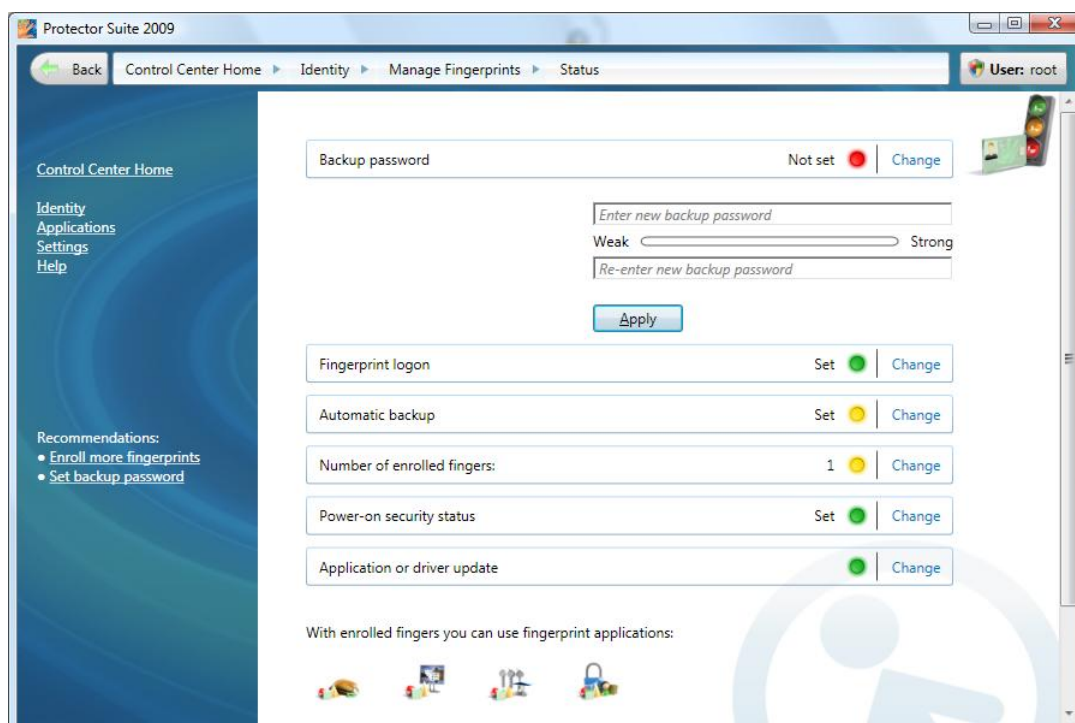 Protector Suite 2009
Back Control Center Home Identity Manage Fingerprints Status User: root
Control Center Home
Identity
Applications
Settings
Help
Recommendations:
• Enroll more fingerprints
• Set backup password
Backup password Not set Change
Enter new backup password
Weak Strong
Re-enter new backup password
Apply
Fingerprint logon Set Change
Automatic backup Set Change
Number of enrolled fingers: 1 Change
Power-on security status Set Change
Application or driver update Change
With enrolled fingers you can use fingerprint applications: